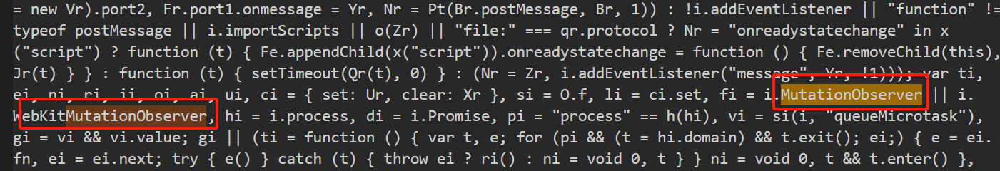 = new Vr).port2, Fr.port1.onmessage = Yr, Nr = Pt(Br.postMessage, Br, 1)) : !i.addEventListener || "function" !=
typeof postMessage || i.importScripts || o(Zr) || "file:" === qr.protocol ? Nr = "onreadystatechange" in x
("script") ? function (t) { Fe.appendChild(x("script")).onreadystatechange = function () { Fe.removeChild(this),
Jr(t) } } : function (t) { setTimeout(Qr(t), 0) } : (Nr = Zr, i.addEventListener("message", Yr, !1))); var ti,
ei, ni, ri, ii, oi, ai, ui, ci = { set: Ur, clear: Xr }, si = O.f, li = ci.set, fi = i.MutationObserver || i.
WebKitMutationObserver, hi = i.process, di = i.Promise, pi = "process" == h(hi), vi = si(i, "queueMicrotask"),
gi = vi && vi.value; gi || (ti = function () { var t, e; for (pi && (t = hi.domain) && t.exit(); ei;) { e = ei.
fn, ei = ei.next; try { e() } catch (t) { throw ei ? ri() : ni = void 0, t } } ni = void 0, t && t.enter() },